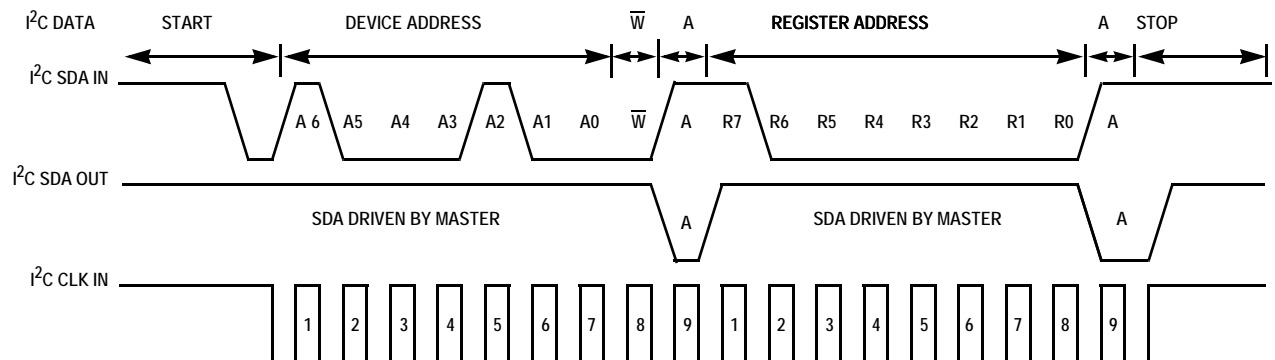 I²C DATA START DEVICE ADDRESS W̅ A REGISTER ADDRESS A STOP
I²C SDA IN
A 6 A5 A4 A3 A2 A1 A0 W̅ A R7 R6 R5 R4 R3 R2 R1 R0 A
I²C SDA OUT
SDA DRIVEN BY MASTER A SDA DRIVEN BY MASTER A
I²C CLK IN
1 2 3 4 5 6 7 8 9 1 2 3 4 5 6 7 8 9